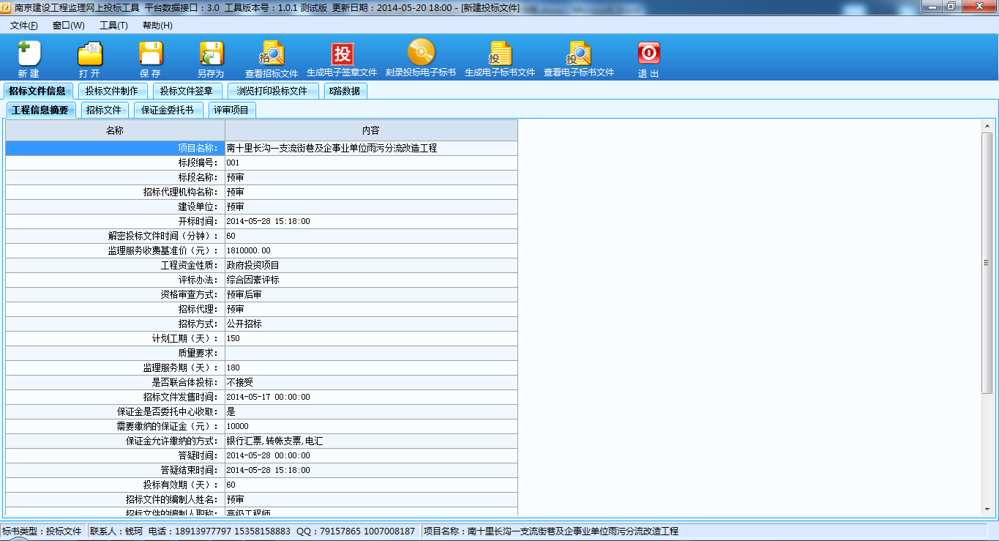 南京建设工程监理网上投标工具 平台数据接口：3.0 工具版本号：1.0.1 测试版 更新日期：2014-05-20 18:00 - [新建投标文件]
文件(F) 窗口(W) 工具(T) 帮助(H)
新 建 打 开 保 存 另存为 查看招标文件 生成电子签章文件 刻录投标电子标书 生成电子标书文件 查看电子标书文件 退 出
招标文件信息 投标文件制作 投标文件签章 浏览打印投标文件 E路数据
工程信息摘要 招标文件 保证金委托书 评审项目
名称 内容
项目名称： 南十里长沟一支流街巷及企事业单位雨污分流改造工程
标段编号： 001
标段名称： 预审
招标代理机构名称： 预审
建设单位： 预审
开标时间： 2014-05-28 15:18:00
解密投标文件时间（分钟）： 60
监理服务收费基准价（元）： 1810000.00
工程资金性质： 政府投资项目
评标办法： 综合因素评标
资格审查方式： 预审后审
招标代理： 预审
招标方式： 公开招标
计划工期（天）： 150
质量要求：
监理服务期（天）： 180
是否联合体投标： 不接受
招标文件发售时间： 2014-05-17 00:00:00
保证金是否委托中心收取： 是
需要缴纳的保证金（元）： 10000
保证金允许缴纳的方式： 银行汇票,转帐支票,电汇
答疑时间： 2014-05-28 00:00:00
答疑结束时间： 2014-05-28 15:18:00
投标有效期（天）： 60
招标文件的编制人姓名： 预审
招标文件的编制人职称： 高级工程师
标书类型：投标文件 联系人：钱珂 电话：18913977797 15358158883 QQ：79157865 1007008187 项目名称：南十里长沟一支流街巷及企事业单位雨污分流改造工程